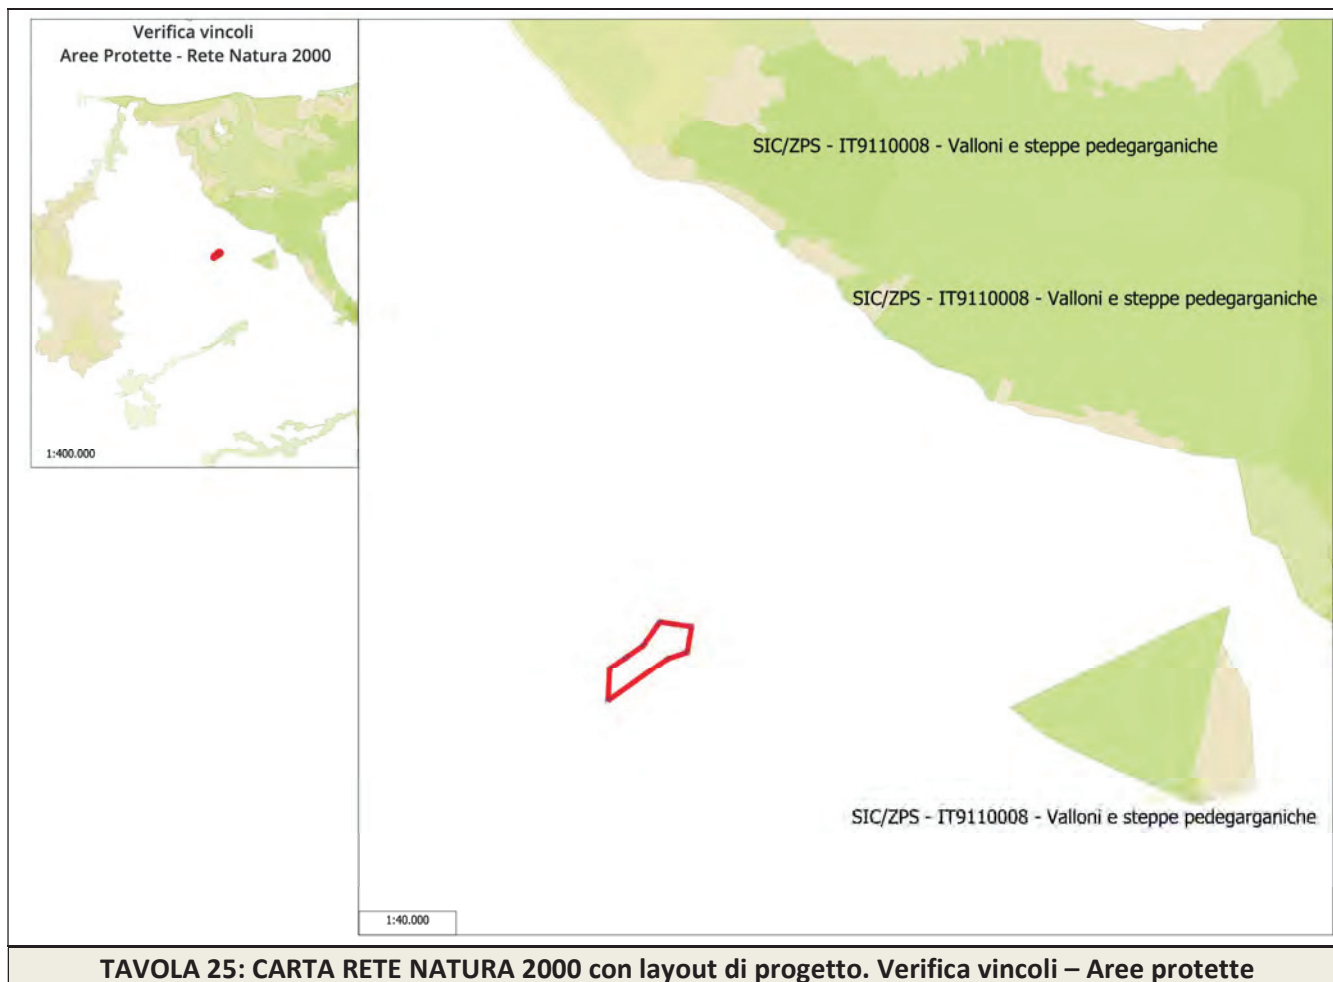 Verifica vincoli
Aree Protette - Rete Natura 2000
1:400.000
SIC/ZPS - IT9110008 - Valloni e steppe pedegarganiche
SIC/ZPS - IT9110008 - Valloni e steppe pedegarganiche
SIC/ZPS - IT9110008 - Valloni e steppe pedegarganiche
1:40.000
TAVOLA 25: CARTA RETE NATURA 2000 con layout di progetto. Verifica vincoli – Aree protette